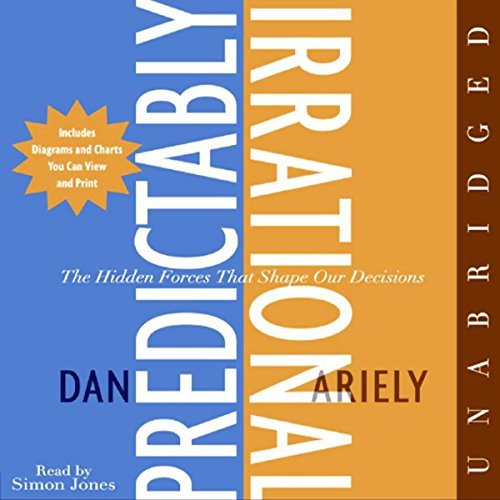 PREDICTABLY
IRRATIONAL
UNABRIDGED
Includes
Diagrams and Charts
You Can View
and Print
The Hidden Forces That Shape Our Decisions
DAN ARIELY
Read by
Simon Jones